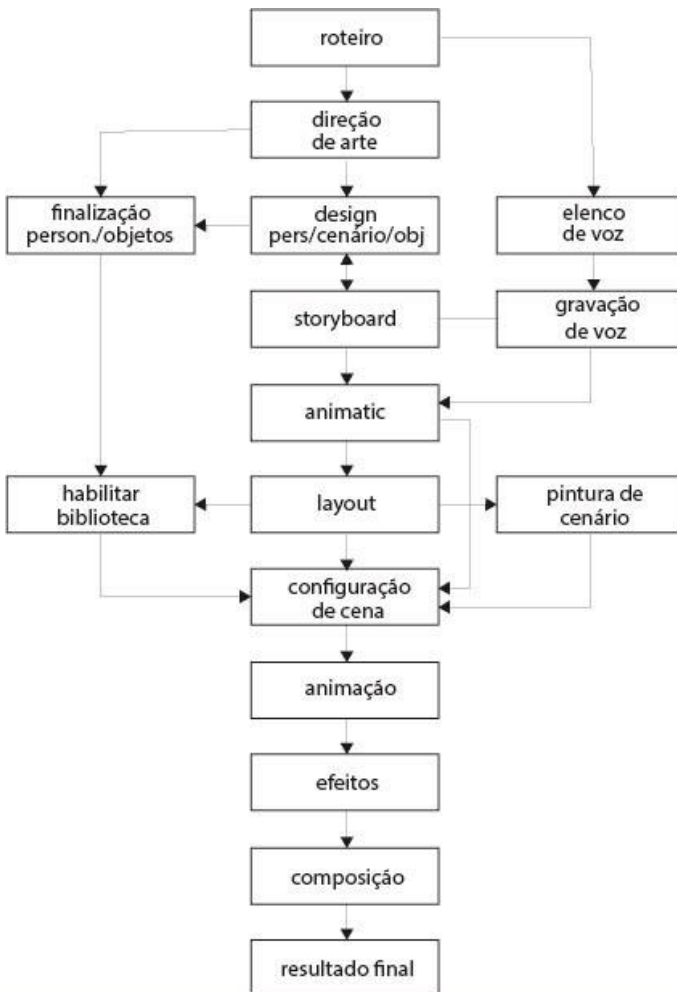 roteiro
direção
de arte
finalização
person./objetos
design
pers/cenário/obj
elenco
de voz
storyboard
gravação
de voz
animatic
habilitar
biblioteca
layout
pintura de
cenário
configuração
de cena
animação
efeitos
composição
resultado final